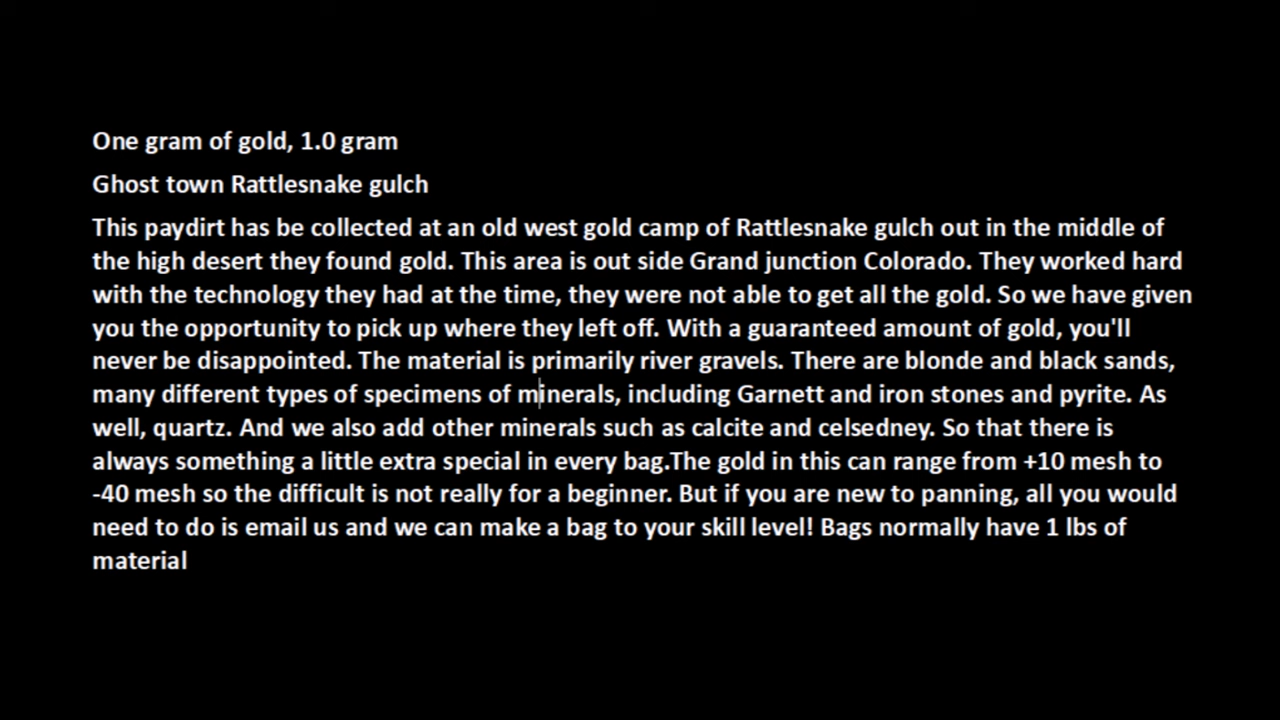 One gram of gold, 1.0 gram
Ghost town Rattlesnake gulch
This paydirt has be collected at an old west gold camp of Rattlesnake gulch out in the middle of
the high desert they found gold. This area is out side Grand junction Colorado. They worked hard
with the technology they had at the time, they were not able to get all the gold. So we have given
you the opportunity to pick up where they left off. With a guaranteed amount of gold, you'll
never be disappointed. The material is primarily river gravels. There are blonde and black sands,
many different types of specimens of minerals, including Garnett and iron stones and pyrite. As
well, quartz. And we also add other minerals such as calcite and celsedney. So that there is
always something a little extra special in every bag.The gold in this can range from +10 mesh to
-40 mesh so the difficult is not really for a beginner. But if you are new to panning, all you would
need to do is email us and we can make a bag to your skill level! Bags normally have 1 lbs of
material